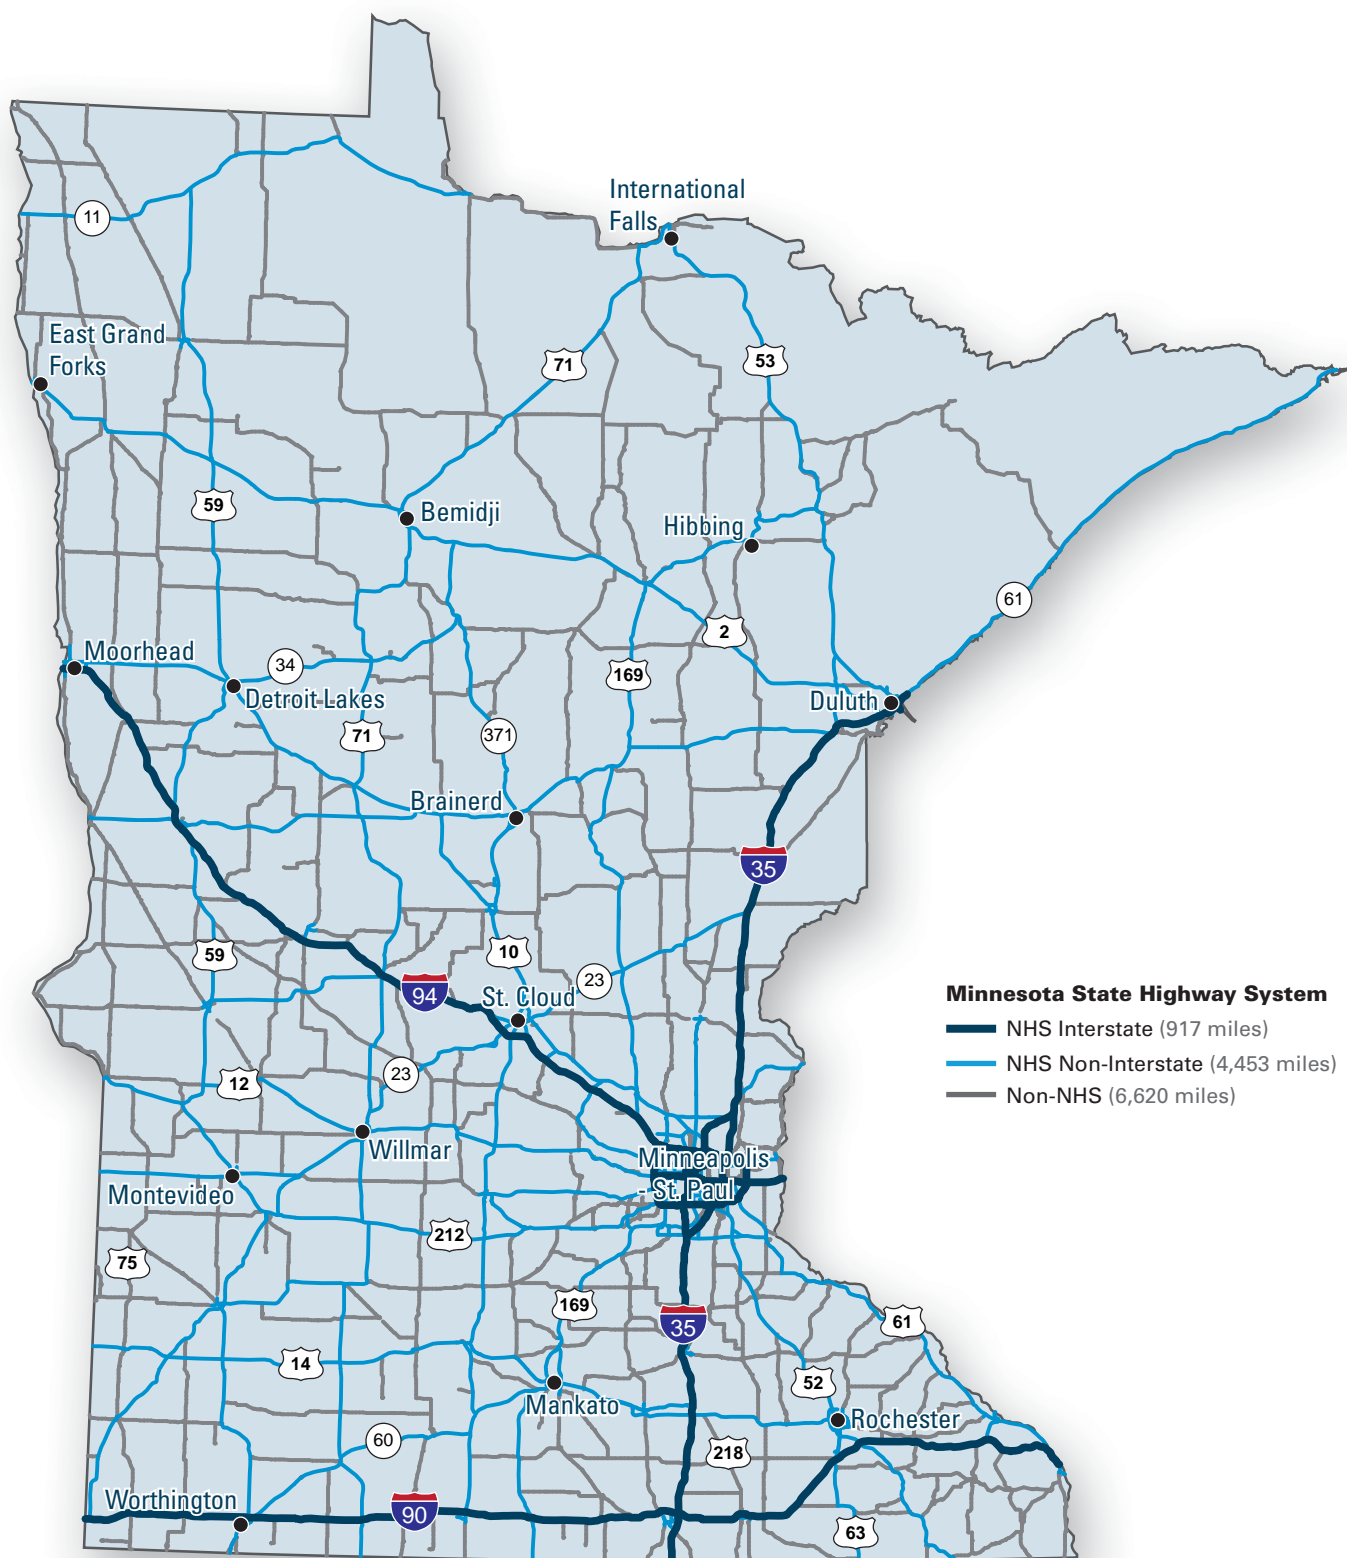 International
Falls
11
East Grand
Forks
71
53
59
Bemidji
Hibbing
61
2
Moorhead
34
169
Detroit Lakes
Duluth
71
371
Brainerd
35
59
10
23
94
St. Cloud
Minnesota State Highway System
NHS Interstate (917 miles)
NHS Non-Interstate (4,453 miles)
Non-NHS (6,620 miles)
12
23
Willmar
Minneapolis
- St. Paul
Montevideo
212
75
169
35
61
14
52
Mankato
Rochester
60
218
Worthington
90
63